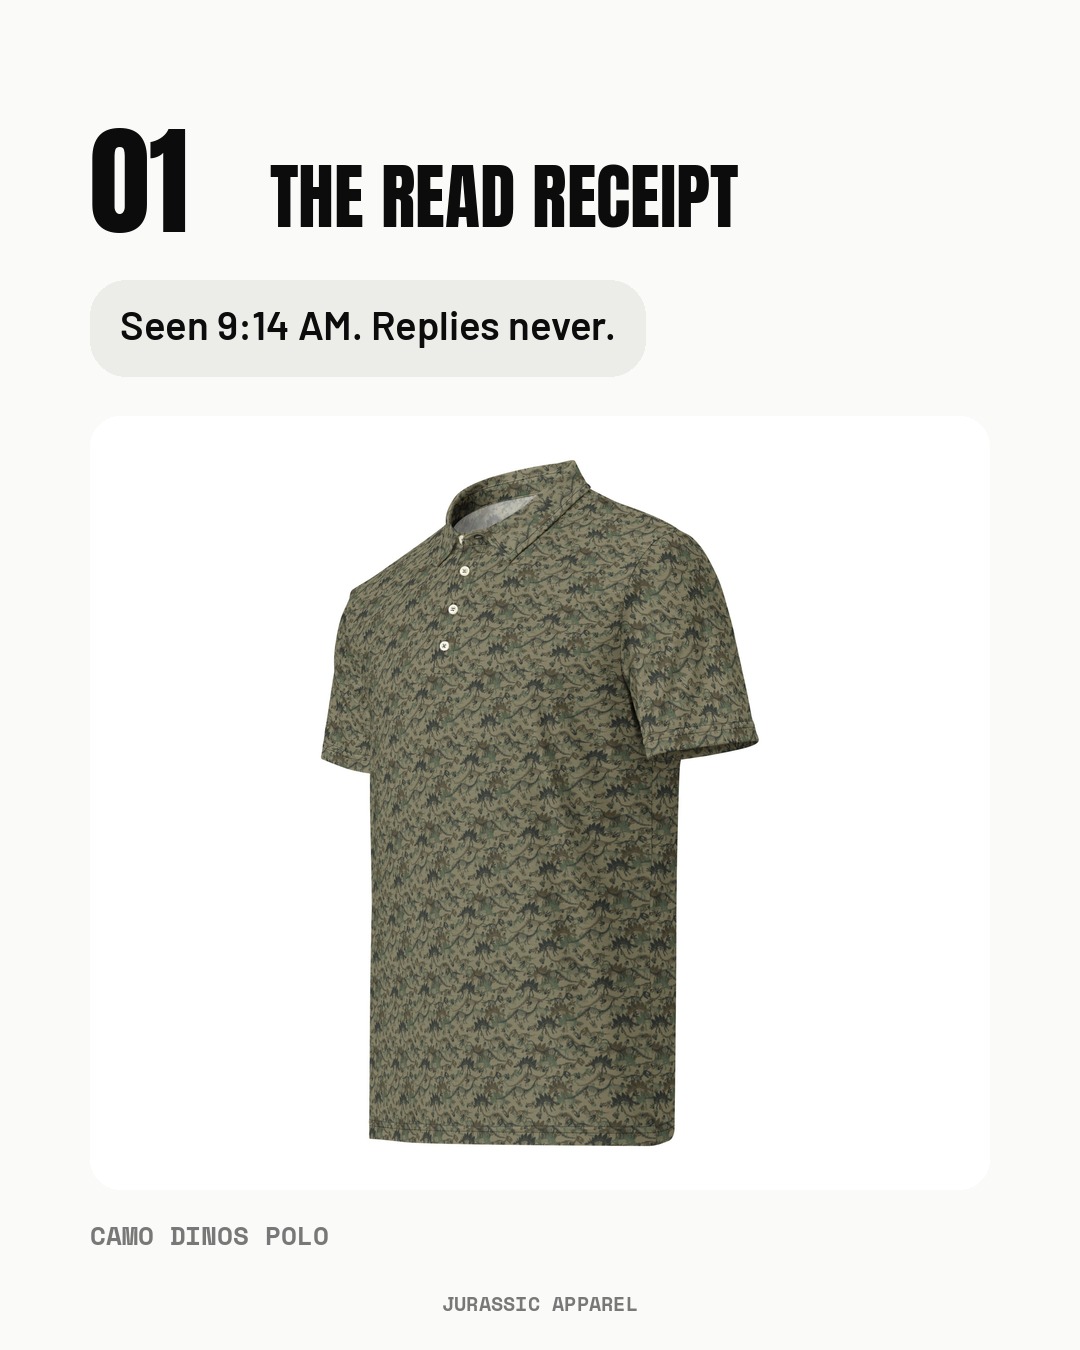 01 THE READ RECEIPT
Seen 9:14 AM. Replies never.
CAMO DINOS POLO
JURASSIC APPAREL